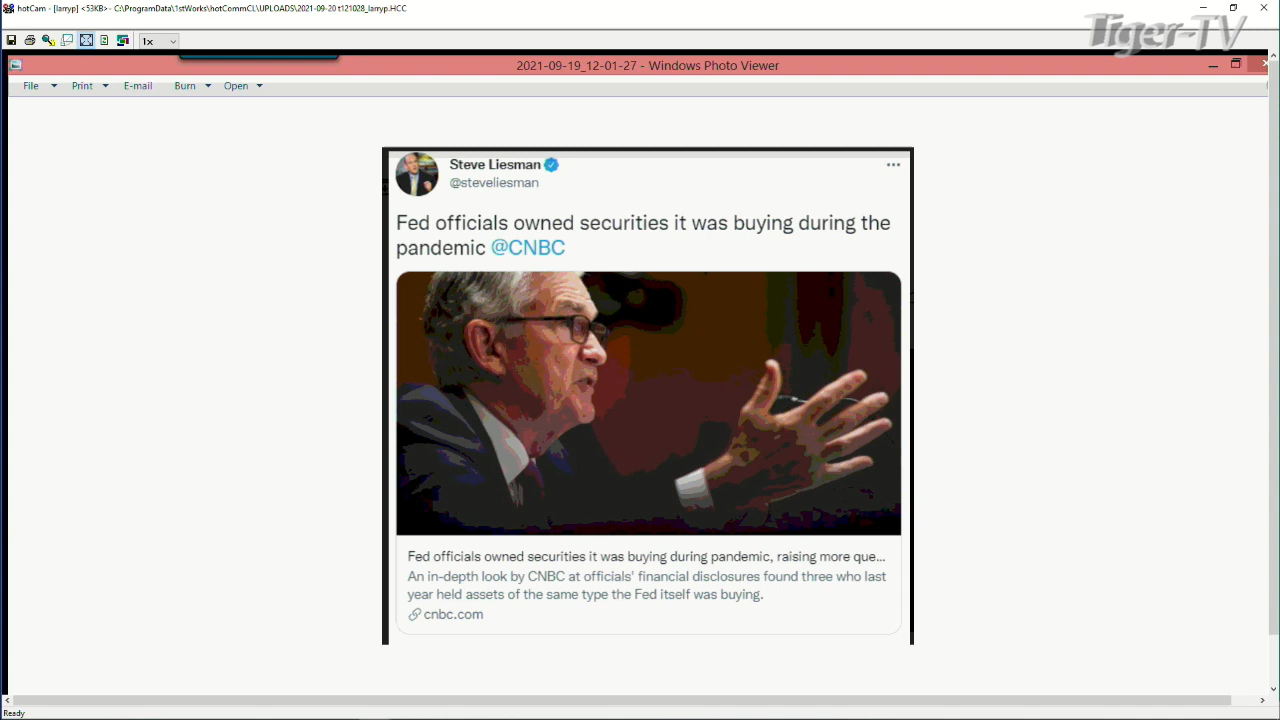 hotCam - [larryp] <53KB> - C:\ProgramData\1stWorks\hotCommCL\UPLOADS\2021-09-20 t121028_larryp.HCC
Tiger-TV
1x
2021-09-19_12-01-27 - Windows Photo Viewer
File Print E-mail Burn Open
Steve Liesman
@steveliesman
Fed officials owned securities it was buying during the
pandemic @CNBC
Fed officials owned securities it was buying during pandemic, raising more que...
An in-depth look by CNBC at officials' financial disclosures found three who last
year held assets of the same type the Fed itself was buying.
cnbc.com
Ready